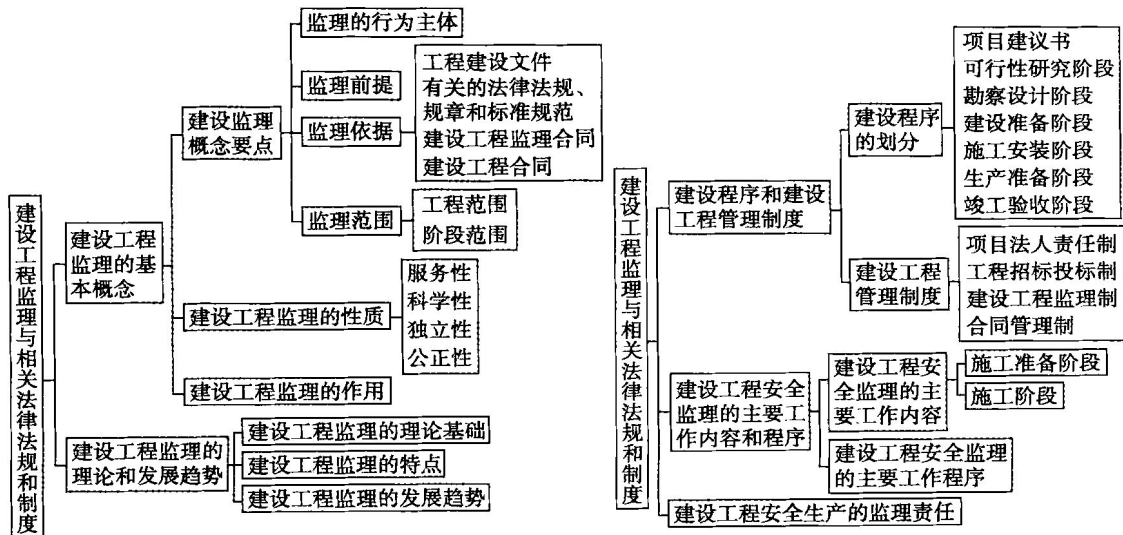 建设工程监理与相关法律法规和制度
建设工程
监理的基
本概念
建设监理
概念要点
监理的行为主体
监理前提
监理依据
工程建设文件
有关的法律法规、
规章和标准规范
建设工程监理合同
建设工程合同
监理范围
工程范围
阶段范围
建设工程监理的性质
服务性
科学性
独立性
公正性
建设工程监理的作用
建设工程监理的
理论和发展趋势
建设工程监理的理论基础
建设工程监理的特点
建设工程监理的发展趋势
建设工程监理与相关法律法规和制度
建设程序和建设
工程管理制度
建设程序
的划分
项目建议书
可行性研究阶段
勘察设计阶段
建设准备阶段
施工安装阶段
生产准备阶段
竣工验收阶段
建设工程
管理制度
项目法人责任制
工程招标投标制
建设工程监理制
合同管理制
建设工程安全
监理的主要工
作内容和程序
建设工程安
全监理的主
要工作内容
施工准备阶段
施工阶段
建设工程安全监理
的主要工作程序
建设工程安全生产的监理责任